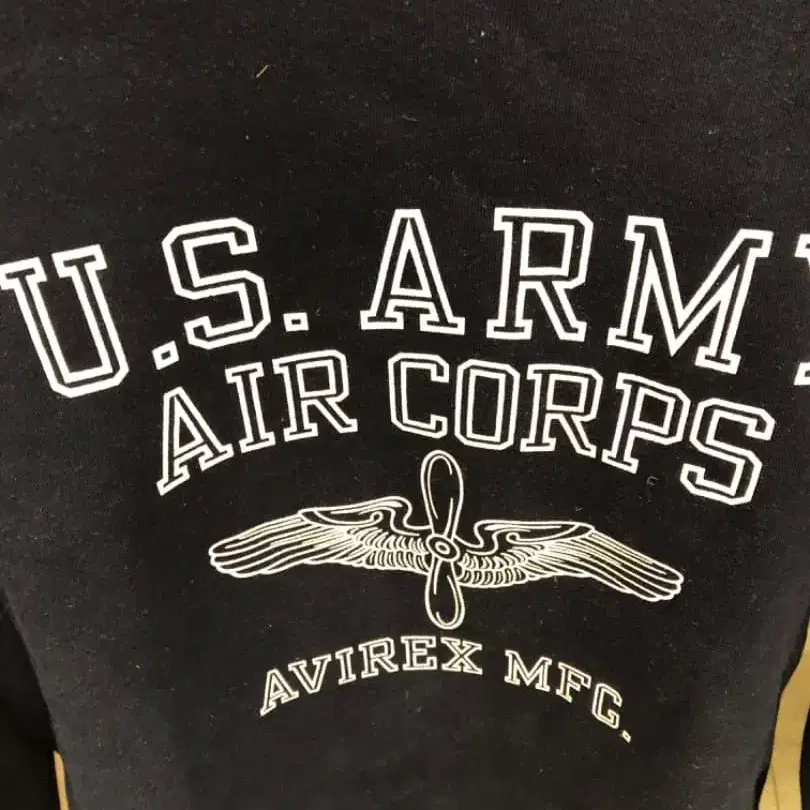 U.S. ARMY
AIR CORPS
AVIREX MFG.